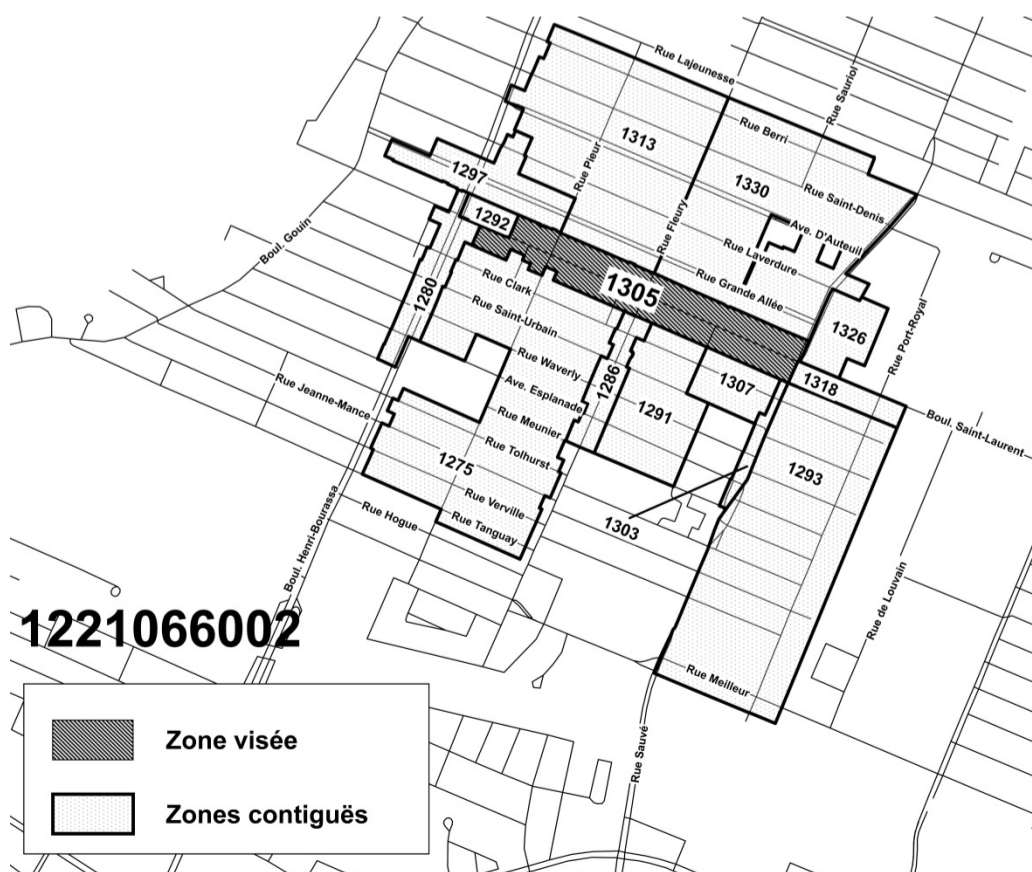 Rue Lajeunesse
Rue Sauriol
Rue Berri
1313
Rue Pieur
1297
1330
Rue Saint-Denis
1292
Rue Fleury
Ave. D'Auteuil
Boul. Gouin
Rue Laverdure
Rue Clark
1305
Rue Grande Allée
1280
Rue Saint-Urbain
1326
Rue Port-Royal
Rue Waverly
1286
1307
1318
Rue Jeanne-Mance
Ave. Esplanade
1291
Boul. Saint-Laurent
Rue Meunier
1275
Rue Tolhurst
1293
Rue Verville
Rue Hogue
Rue Tanguay
1303
Boul. Henri-Bourassa
Rue de Louvain
1221066002
Rue Meilleur
Rue Sauvé
Zone visée
Zones contiguës